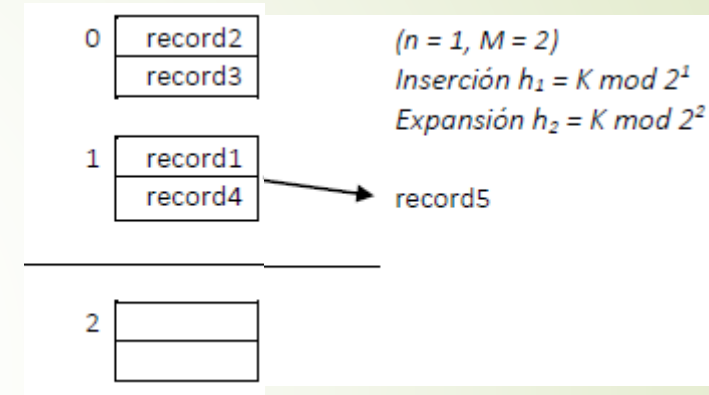 0 record2 (n = 1, M = 2)
record3 Inserción h₁ = K mod 2¹
Expansión h₂ = K mod 2²
1 record1
record4 record5
2